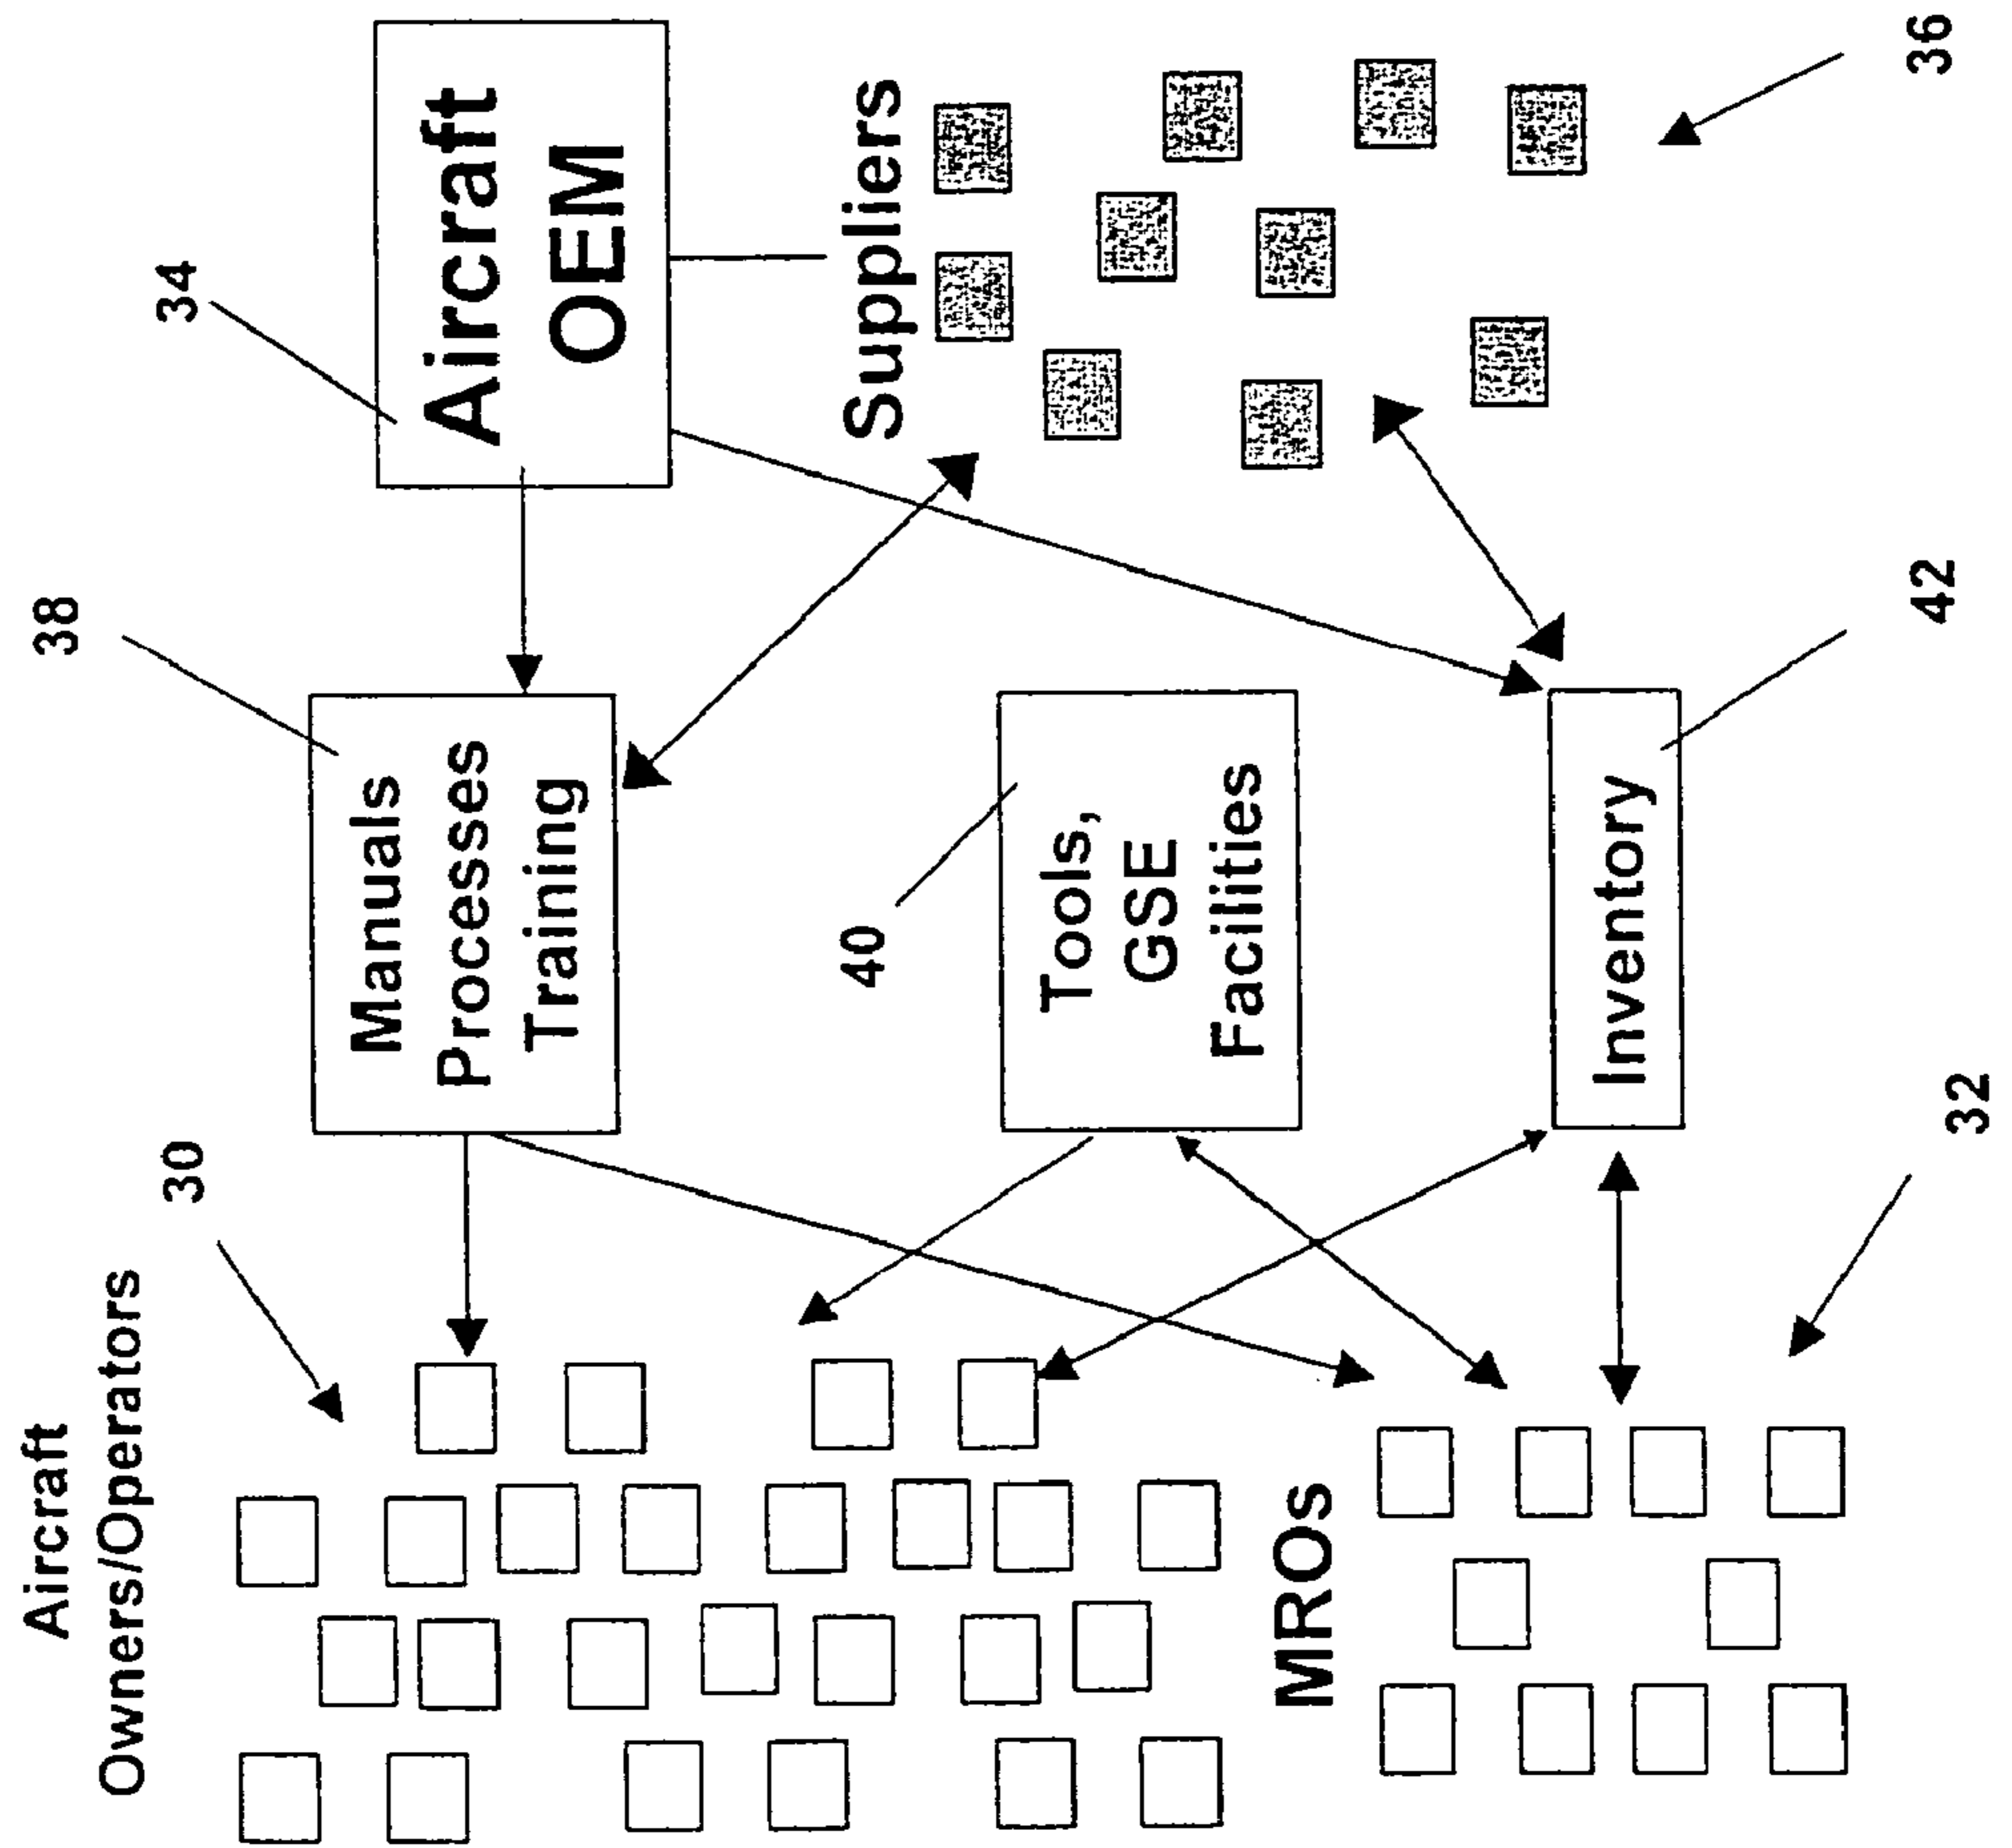 Aircraft
Owners/Operators
30
38
34
Manuals
Processes
Training
Aircraft
OEM
40
Tools,
GSE
Facilities
Suppliers
MROs
Inventory
32
42
36